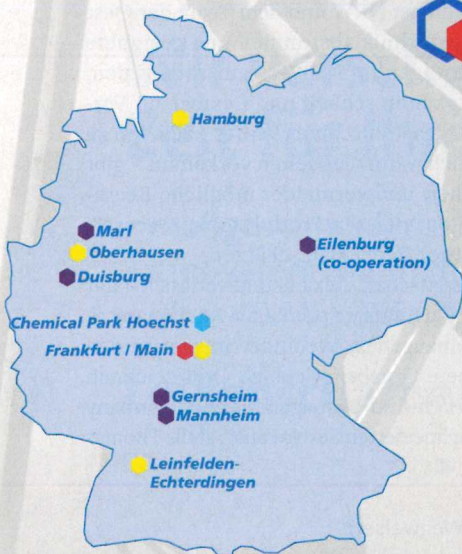 Hamburg
Marl
Oberhausen
Duisburg
Eilenburg
(co-operation)
Chemical Park Hoechst
Frankfurt / Main
Gernsheim
Mannheim
Leinfelden-
Echterdingen